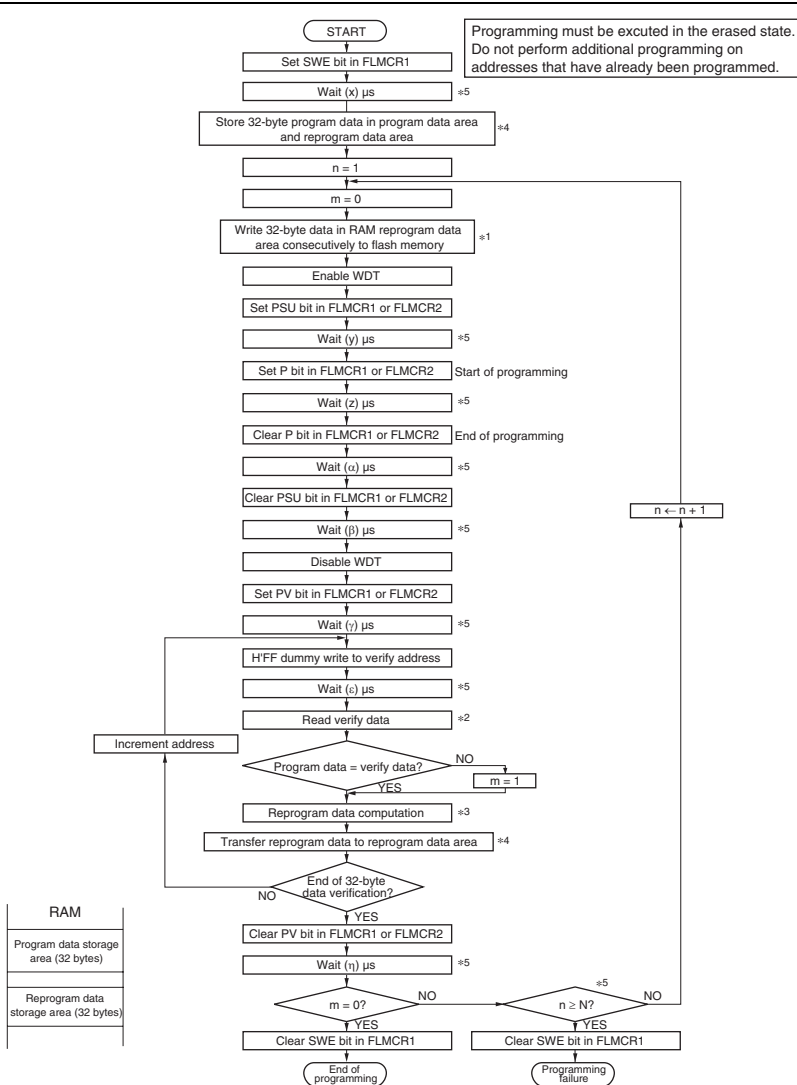 START
Programming must be excuted in the erased state.
Do not perform additional programming on
addresses that have already been programmed.
Set SWE bit in FLMCR1
Wait (x) µs
*5
Store 32-byte program data in program data area
and reprogram data area
*4
n = 1
m = 0
Write 32-byte data in RAM reprogram data
area consecutively to flash memory
*1
Enable WDT
Set PSU bit in FLMCR1 or FLMCR2
Wait (y) µs
*5
Set P bit in FLMCR1 or FLMCR2
Start of programming
Wait (z) µs
*5
Clear P bit in FLMCR1 or FLMCR2
End of programming
Wait (α) µs
*5
Clear PSU bit in FLMCR1 or FLMCR2
n ← n + 1
Wait (β) µs
*5
Disable WDT
Set PV bit in FLMCR1 or FLMCR2
Wait (γ) µs
*5
H'FF dummy write to verify address
Wait (ε) µs
*5
Read verify data
*2
Increment address
Program data = verify data?
NO
m = 1
YES
Reprogram data computation
*3
Transfer reprogram data to reprogram data area
*4
End of 32-byte
data verification?
NO
YES
RAM
Program data storage
area (32 bytes)
Reprogram data
storage area (32 bytes)
Clear PV bit in FLMCR1 or FLMCR2
Wait (η) µs
*5
m = 0?
NO
*5
n ≥ N?
NO
YES
YES
Clear SWE bit in FLMCR1
Clear SWE bit in FLMCR1
End of
programming
Programming
failure